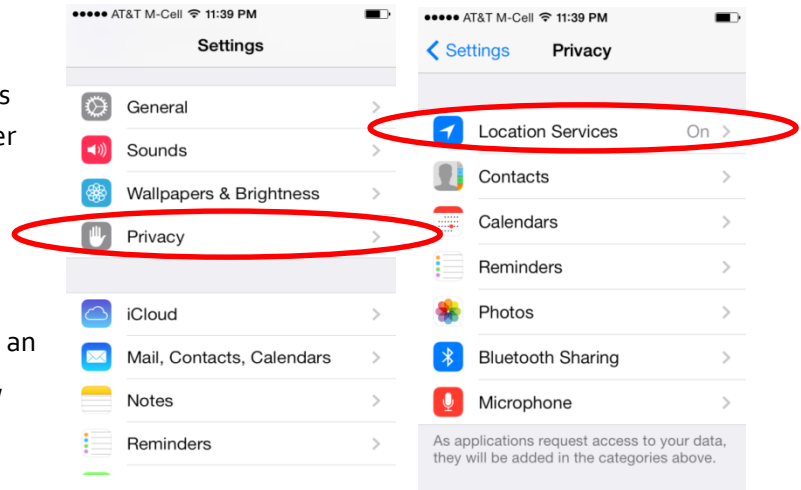 ●●●●● AT&T M-Cell 11:39 PM
Settings
General
Sounds
Wallpapers & Brightness
Privacy
iCloud
Mail, Contacts, Calendars
Notes
Reminders
●●●●● AT&T M-Cell 11:39 PM
Settings Privacy
Location Services On
Contacts
Calendars
Reminders
Photos
Bluetooth Sharing
Microphone
As applications request access to your data,
they will be added in the categories above.
an